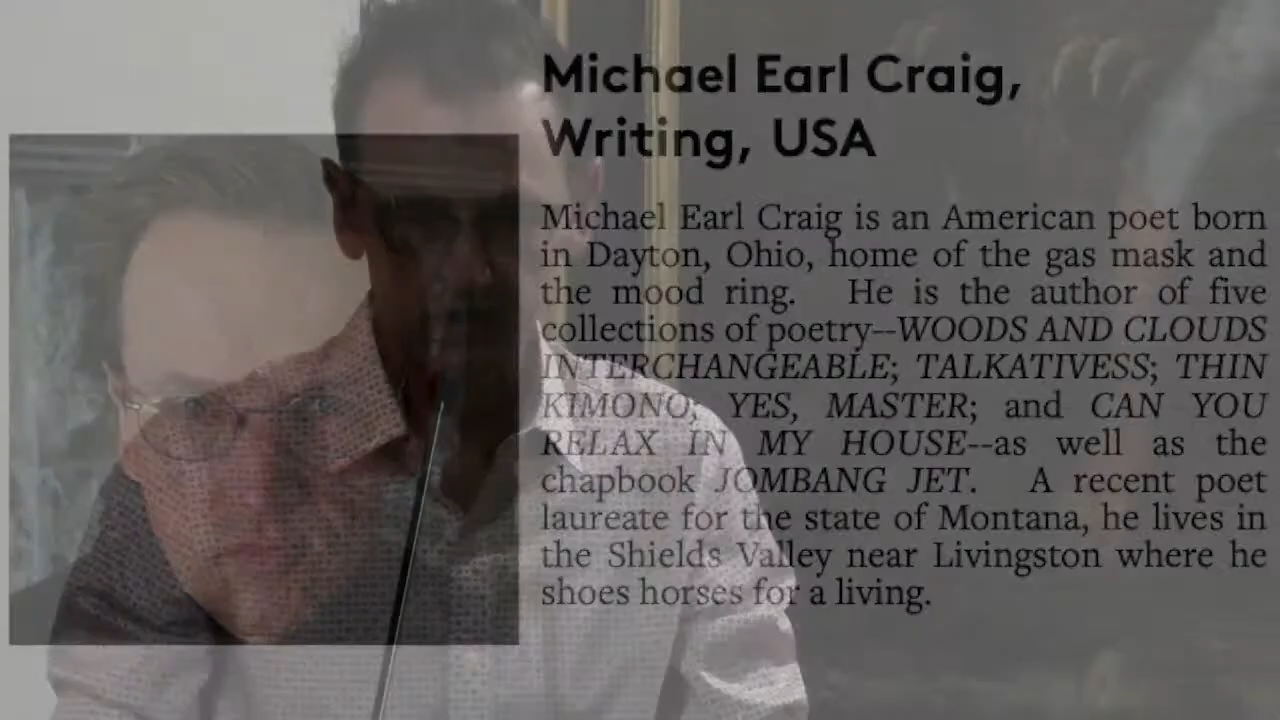 Michael Earl Craig,
Writing, USA
Michael Earl Craig is an American poet born
in Dayton, Ohio, home of the gas mask and
the mood ring. He is the author of five
collections of poetry--WOODS AND CLOUDS
INTERCHANGEABLE; TALKATIVESS; THIN
KIMONO; YES, MASTER; and CAN YOU
RELAX IN MY HOUSE--as well as the
chapbook JOMBANG JET. A recent poet
laureate for the state of Montana, he lives in
the Shields Valley near Livingston where he
shoes horses for a living.